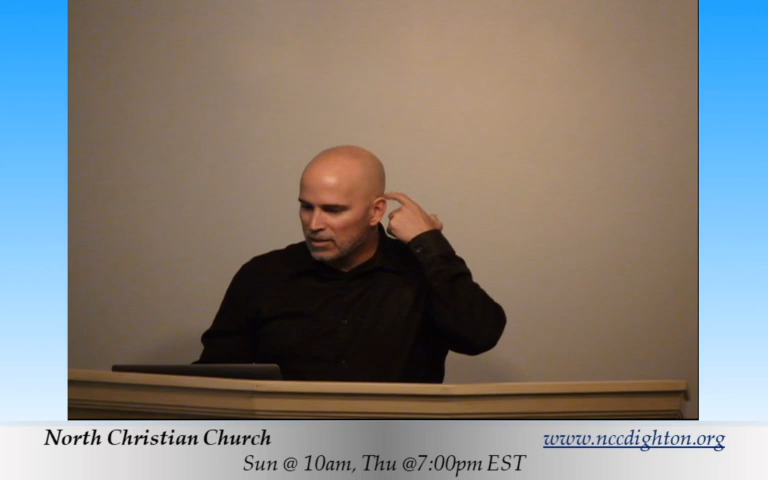 North Christian Church
www.nccdighton.org
Sun @ 10am, Thu @7:00pm EST